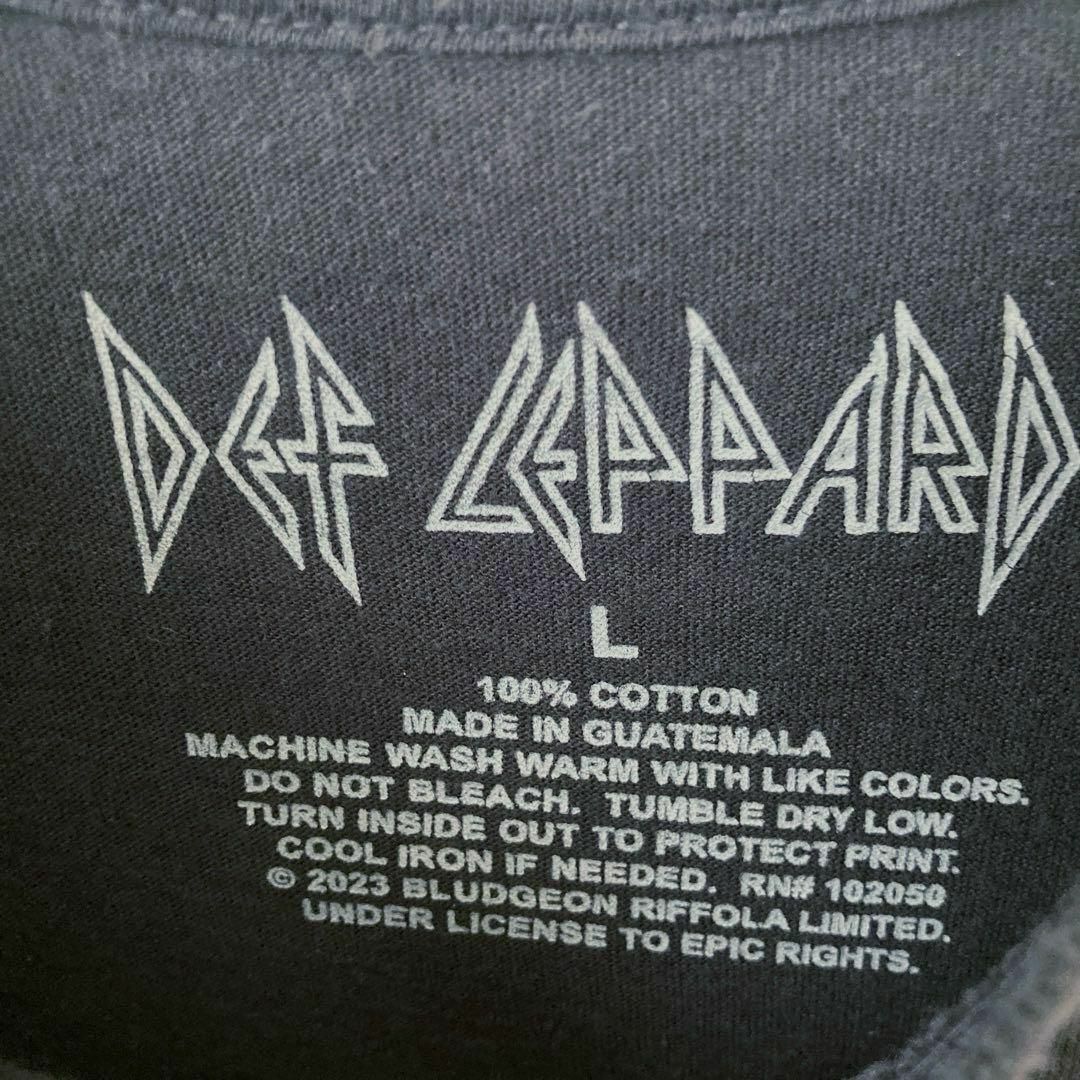 DEF LEPPARD
L
100% COTTON
MADE IN GUATEMALA
MACHINE WASH WARM WITH LIKE COLORS.
DO NOT BLEACH. TUMBLE DRY LOW.
TURN INSIDE OUT TO PROTECT PRINT.
COOL IRON IF NEEDED. RN# 102050
© 2023 BLUDGEON RIFFOLA LIMITED.
UNDER LICENSE TO EPIC RIGHTS.